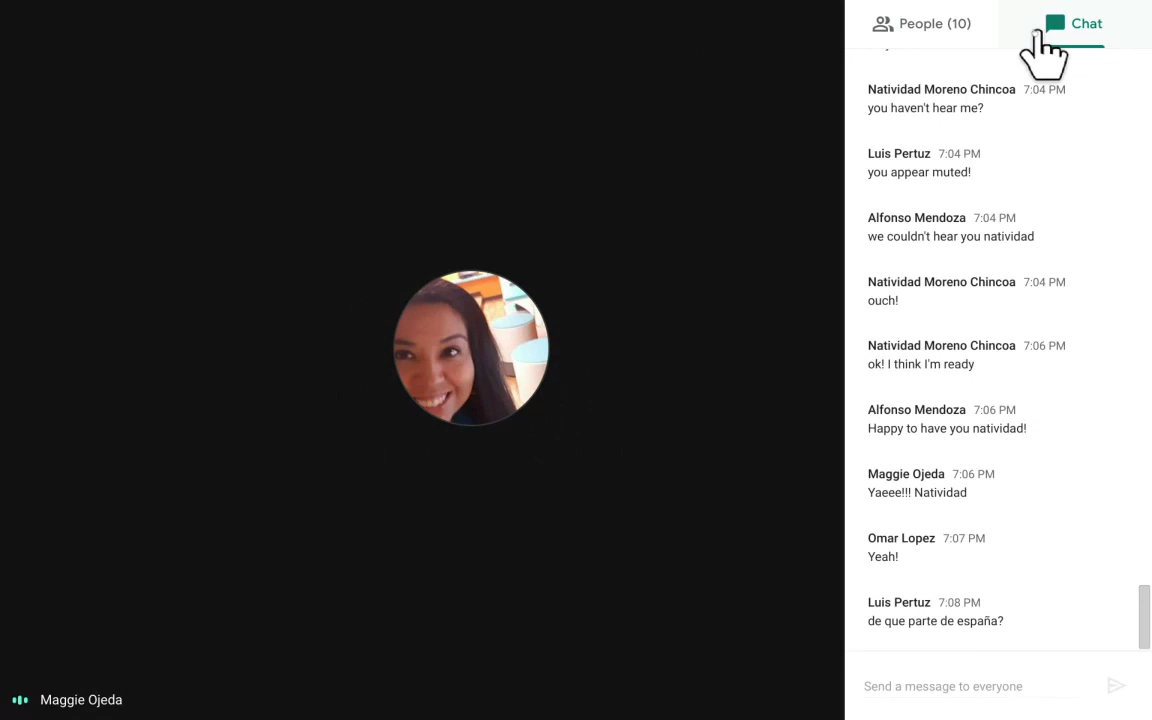 People (10)
Chat
Natividad Moreno Chincoa 7:04 PM
you haven't hear me?
Luis Pertuz 7:04 PM
you appear muted!
Alfonso Mendoza 7:04 PM
we couldn't hear you natividad
Natividad Moreno Chincoa 7:04 PM
ouch!
Natividad Moreno Chincoa 7:06 PM
ok! I think I'm ready
Alfonso Mendoza 7:06 PM
Happy to have you natividad!
Maggie Ojeda 7:06 PM
Yaeee!!! Natividad
Omar Lopez 7:07 PM
Yeah!
Luis Pertuz 7:08 PM
de que parte de españa?
Send a message to everyone
Maggie Ojeda